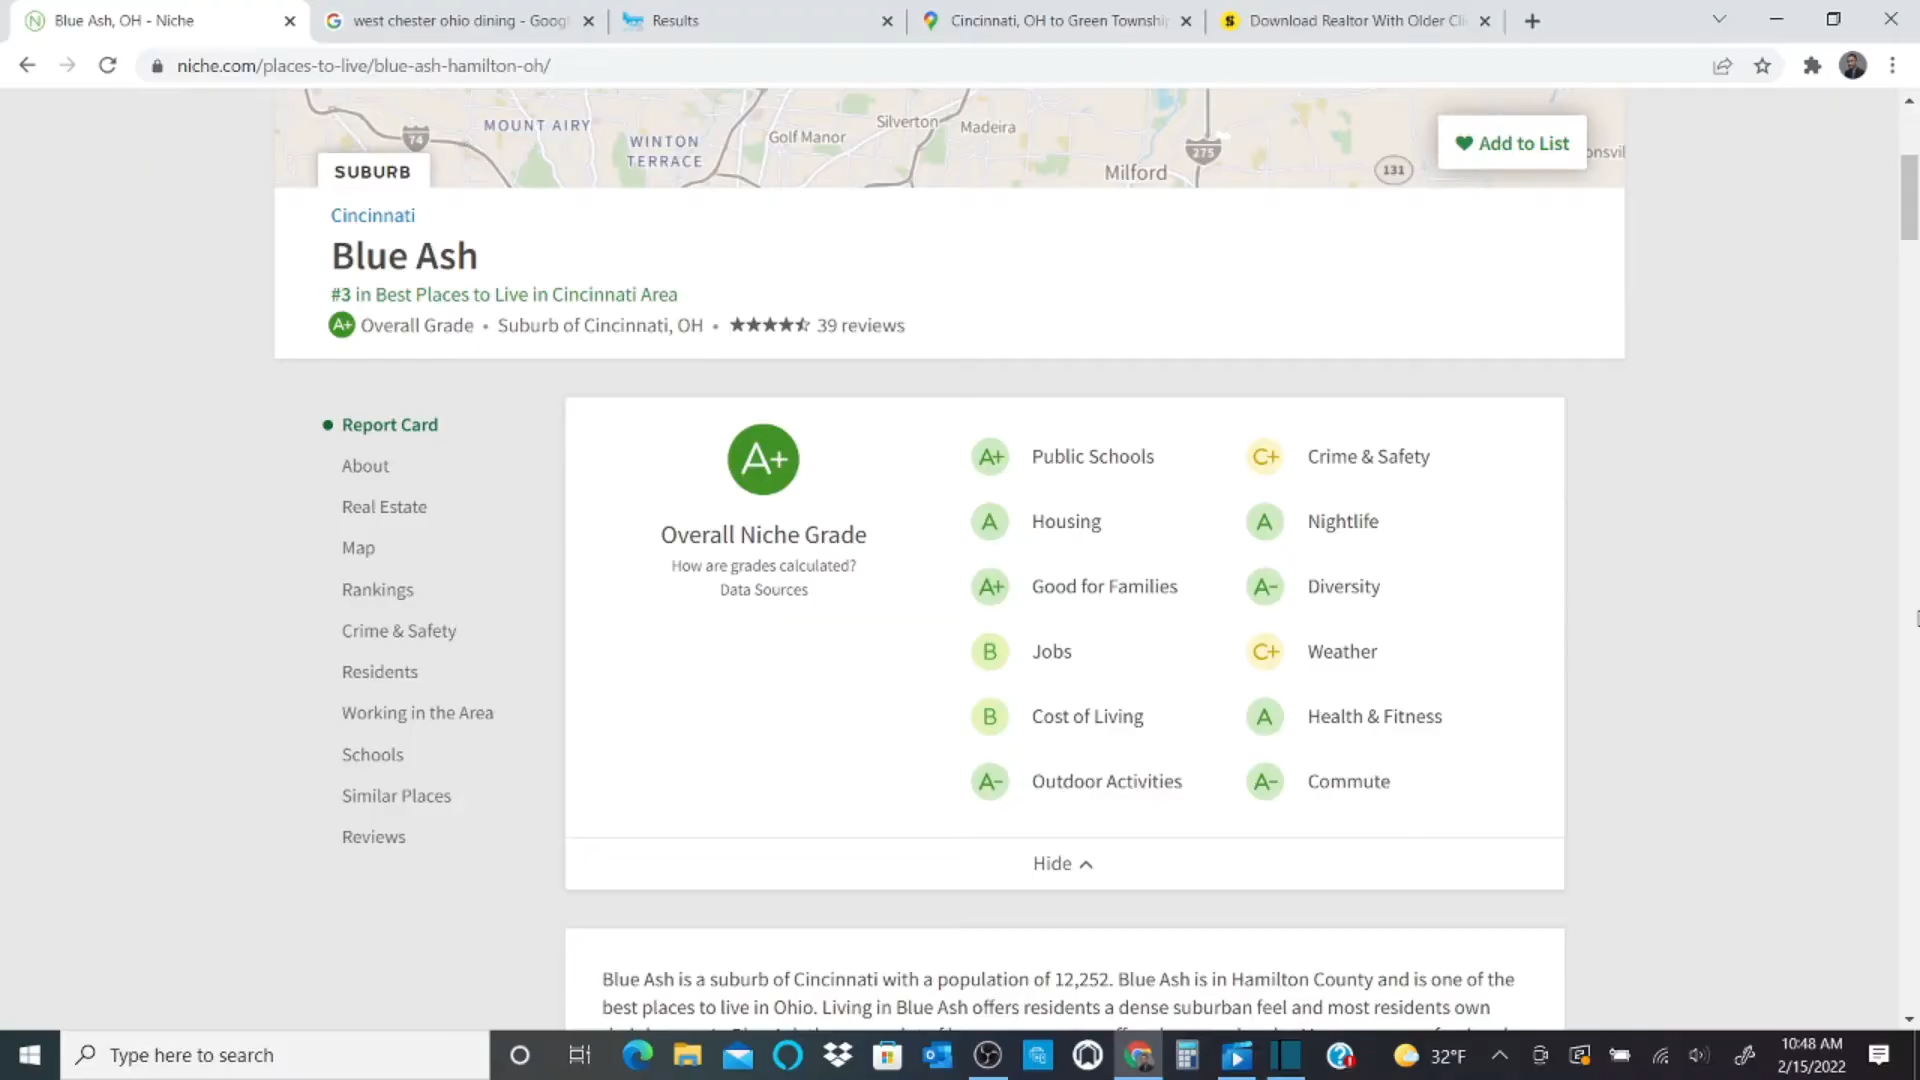 Blue Ash, OH - Niche
west chester ohio dining - Goog
Results
Cincinnati, OH to Green Townshi
Download Realtor With Older Cli
niche.com/places-to-live/blue-ash-hamilton-oh/
MOUNT AIRY
WINTON
TERRACE
Golf Manor
Silverton
Madeira
Milford
74
275
131
onsvil
Add to List
SUBURB
Cincinnati
Blue Ash
#3 in Best Places to Live in Cincinnati Area
A+ Overall Grade • Suburb of Cincinnati, OH • 39 reviews
Report Card
About
Real Estate
Map
Rankings
Crime & Safety
Residents
Working in the Area
Schools
Similar Places
Reviews
A+
Overall Niche Grade
How are grades calculated?
Data Sources
A+ Public Schools
A Housing
A+ Good for Families
B Jobs
B Cost of Living
A- Outdoor Activities
C+ Crime & Safety
A Nightlife
A- Diversity
C+ Weather
A Health & Fitness
A- Commute
Hide
Blue Ash is a suburb of Cincinnati with a population of 12,252. Blue Ash is in Hamilton County and is one of the
best places to live in Ohio. Living in Blue Ash offers residents a dense suburban feel and most residents own
Type here to search
32°F
10:48 AM
2/15/2022